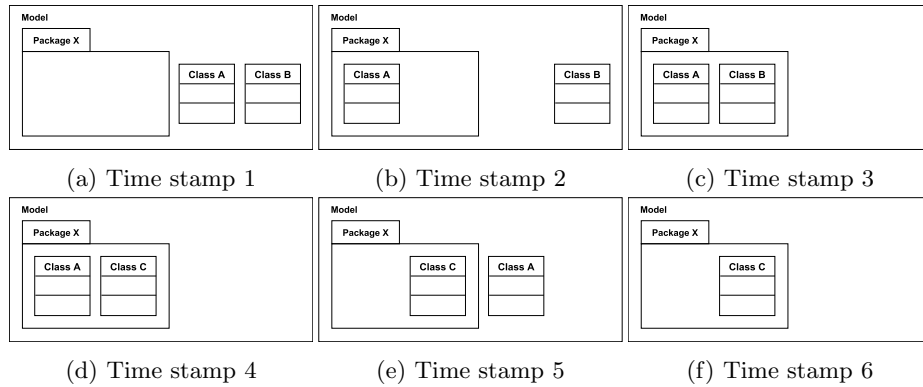 Model
Package X
Class A Class B
(a) Time stamp 1
Model
Package X
Class A Class B
(b) Time stamp 2
Model
Package X
Class A Class B
(c) Time stamp 3
Model
Package X
Class A Class C
(d) Time stamp 4
Model
Package X
Class C Class A
(e) Time stamp 5
Model
Package X
Class C
(f) Time stamp 6